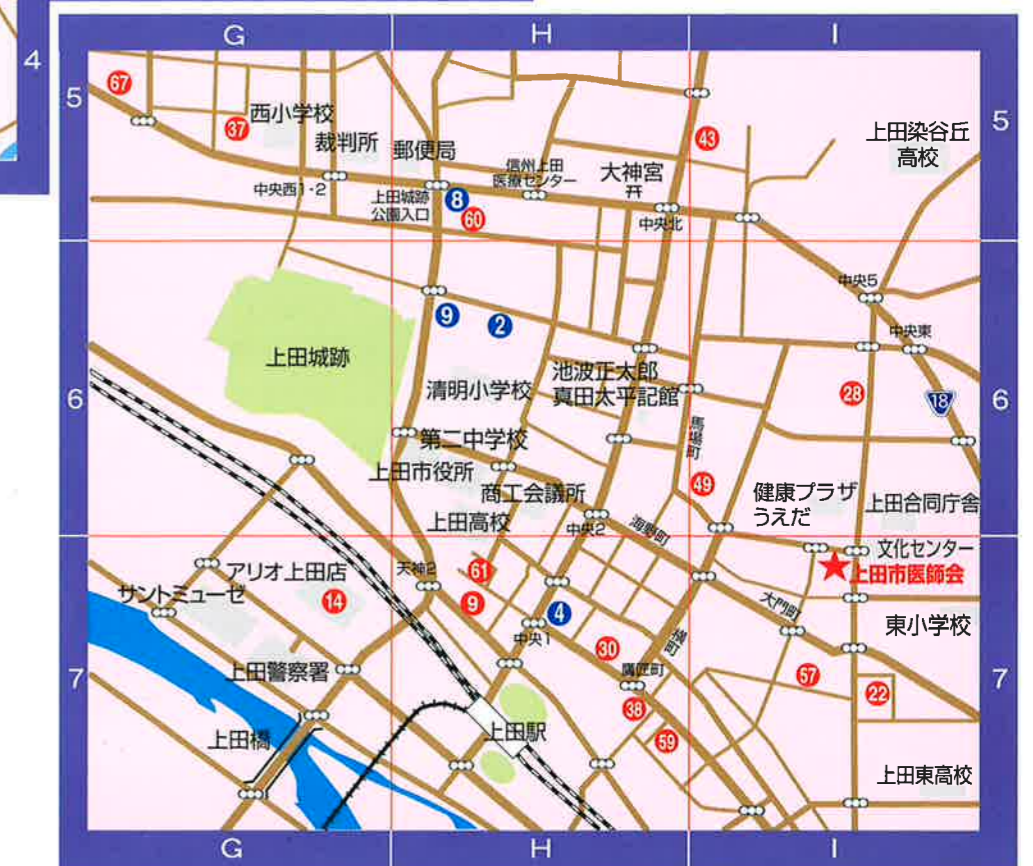 4
G
H
I
5
67
37
西小学校
裁判所
郵便局
信州上田
医療センター
大神宮
43
上田染谷丘
高校
5
中央西1・2
上田城跡
公園入口
8
60
中央北
中央5
中央東
6
上田城跡
9
2
清明小学校
池波正太郎
真田太平記館
28
18
6
第二中学校
馬場町
上田市役所
商工会議所
49
健康プラザ
うえだ
上田合同庁舎
上田高校
中央2
海野町
文化センター
上田市医師会
アリオ上田店
天神2
61
サントミューゼ
14
9
4
大門町
東小学校
中央1
横町
30
7
上田警察署
鷹匠町
57
22
7
38
上田橋
上田駅
59
上田東高校
G
H
I